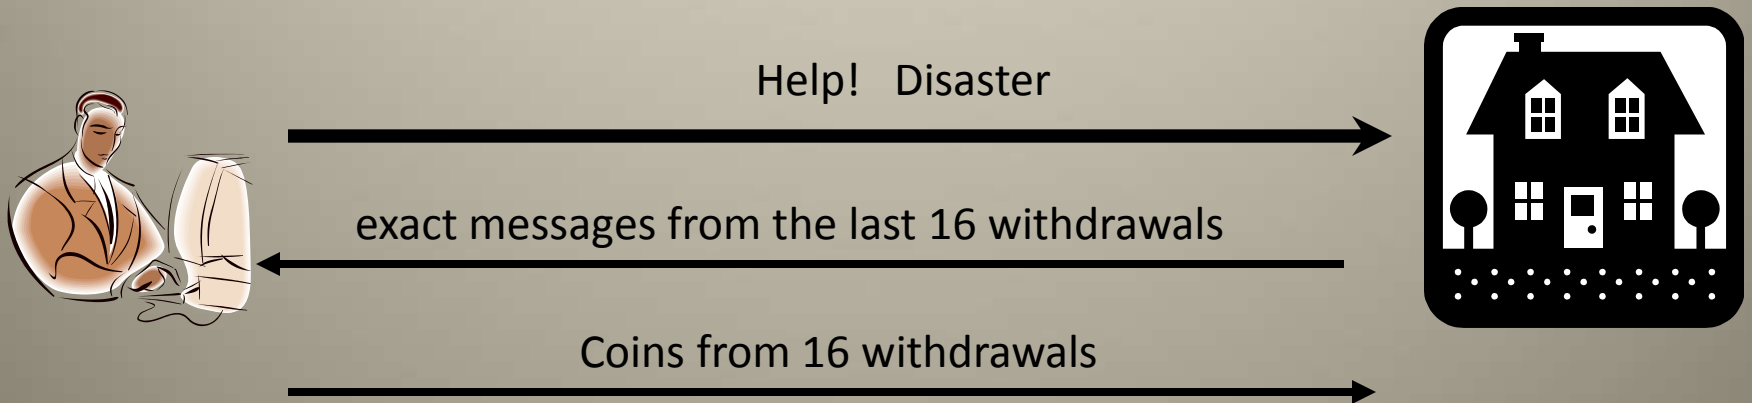 Help!   Disaster
exact messages from the last 16 withdrawals
Coins from 16 withdrawals